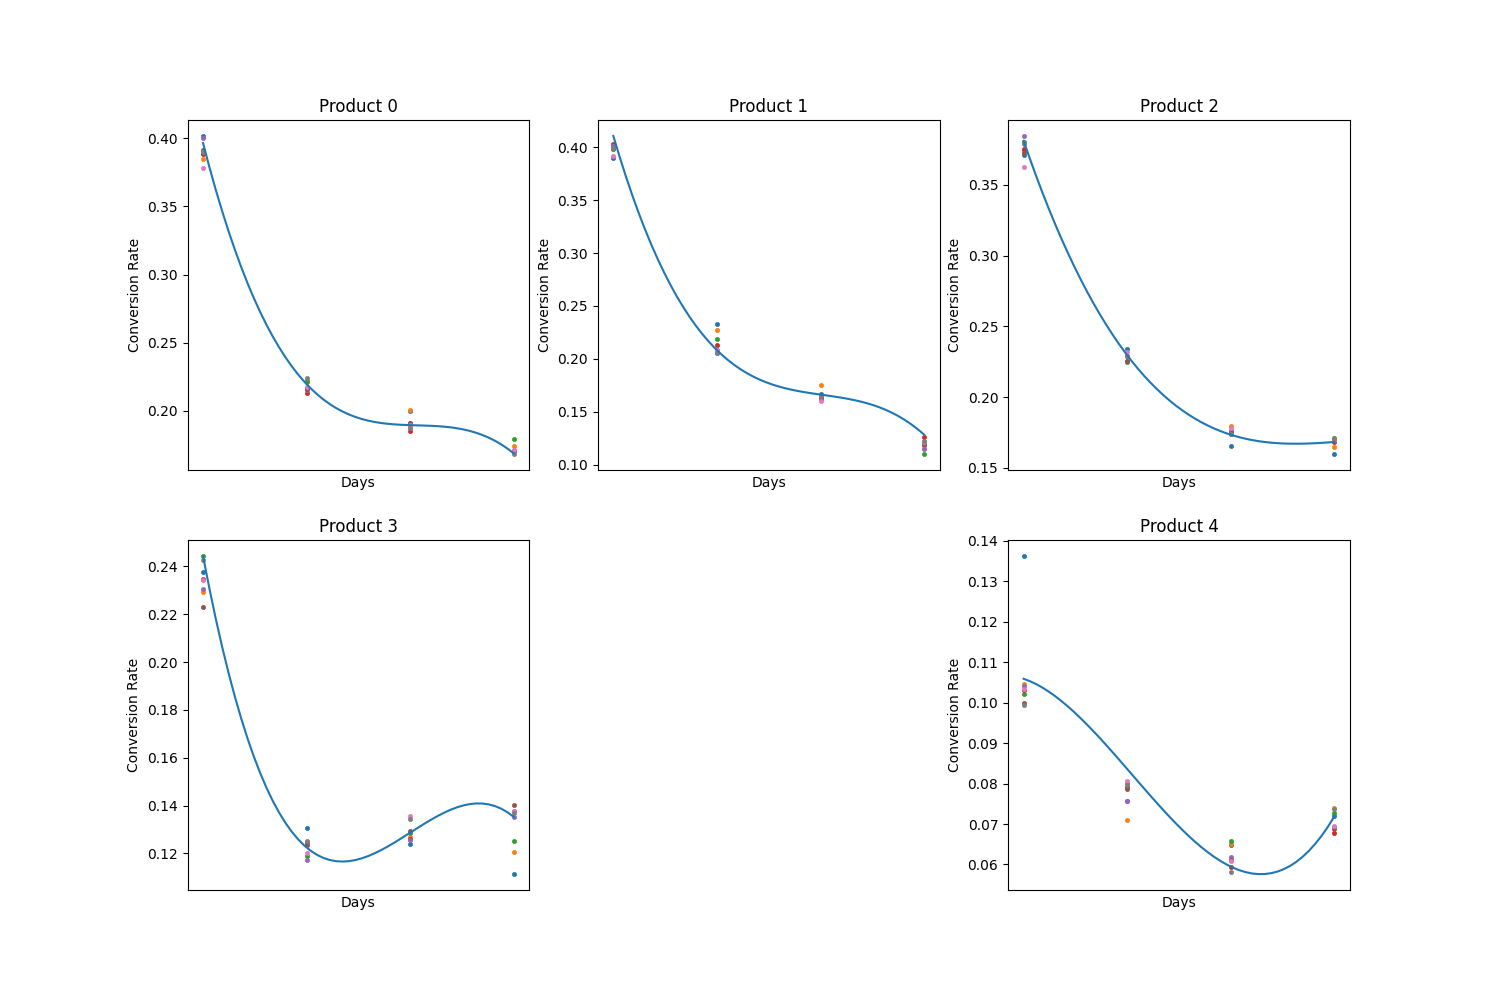 Product 0
Conversion Rate
0.40
0.35
0.30
0.25
0.20
Days
Product 1
Conversion Rate
0.40
0.35
0.30
0.25
0.20
0.15
0.10
Days
Product 2
Conversion Rate
0.35
0.30
0.25
0.20
0.15
Days
Product 3
Conversion Rate
0.24
0.22
0.20
0.18
0.16
0.14
0.12
Days
Product 4
Conversion Rate
0.14
0.13
0.12
0.11
0.10
0.09
0.08
0.07
0.06
Days